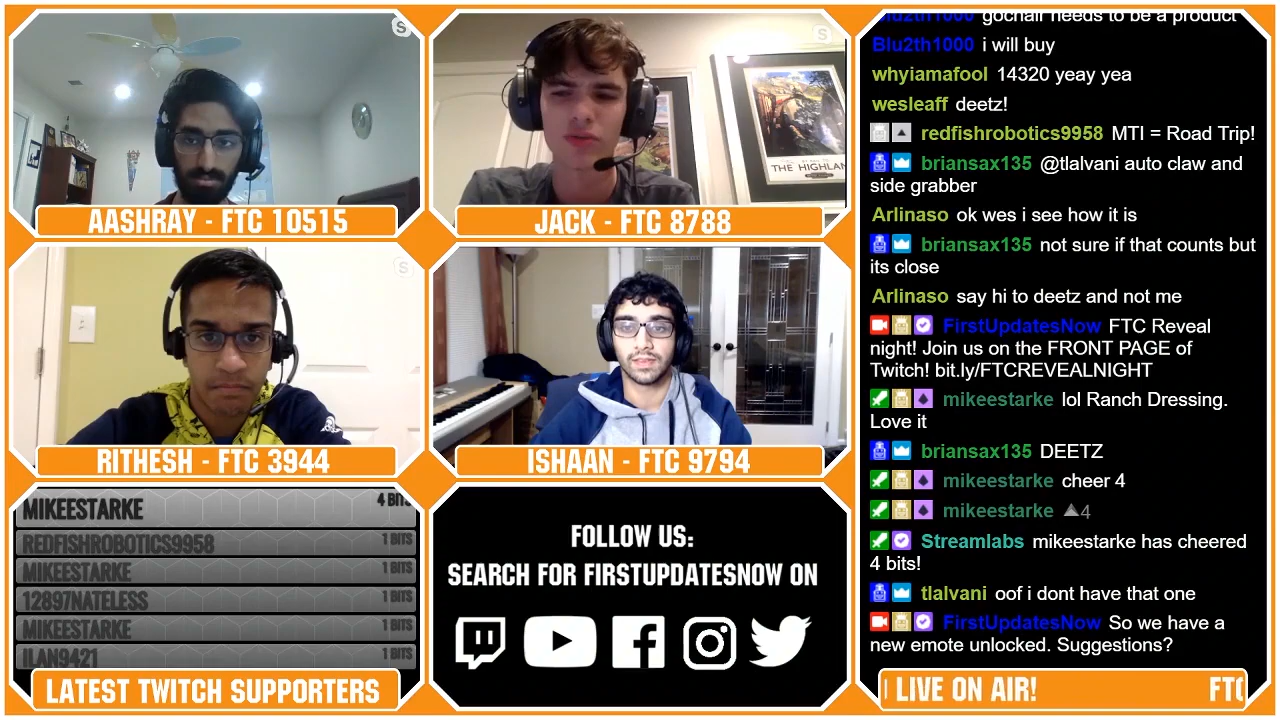 AASHRAY - FTC 10515
THE HIGHLAN
JACK - FTC 8788
RITHESH - FTC 3944
ISHAAN - FTC 9794
MIKEESTARKE 4 BITS
REDFISHROBOTICS9958 1 BITS
MIKEESTARKE 1 BITS
12897NATELESS 1 BITS
MIKEESTARKE 1 BITS
ILAN9421 1 BITS
LATEST TWITCH SUPPORTERS
FOLLOW US:
SEARCH FOR FIRSTUPDATESNOW ON
Blu2th1000 gochair needs to be a product
Blu2th1000 i will buy
whyiamafool 14320 yeay yea
wesleaff deetz!
redfishrobotics9958 MTI = Road Trip!
briansax135 @tlalvani auto claw and
side grabber
Arlinaso ok wes i see how it is
briansax135 not sure if that counts but
its close
Arlinaso say hi to deetz and not me
FirstUpdatesNow FTC Reveal
night! Join us on the FRONT PAGE of
Twitch! bit.ly/FTCREVEALNIGHT
mikeestarke lol Ranch Dressing.
Love it
briansax135 DEETZ
mikeestarke cheer 4
mikeestarke 4
Streamlabs mikeestarke has cheered
4 bits!
tlalvani oof i dont have that one
FirstUpdatesNow So we have a
new emote unlocked. Suggestions?
LIVE ON AIR! FTC